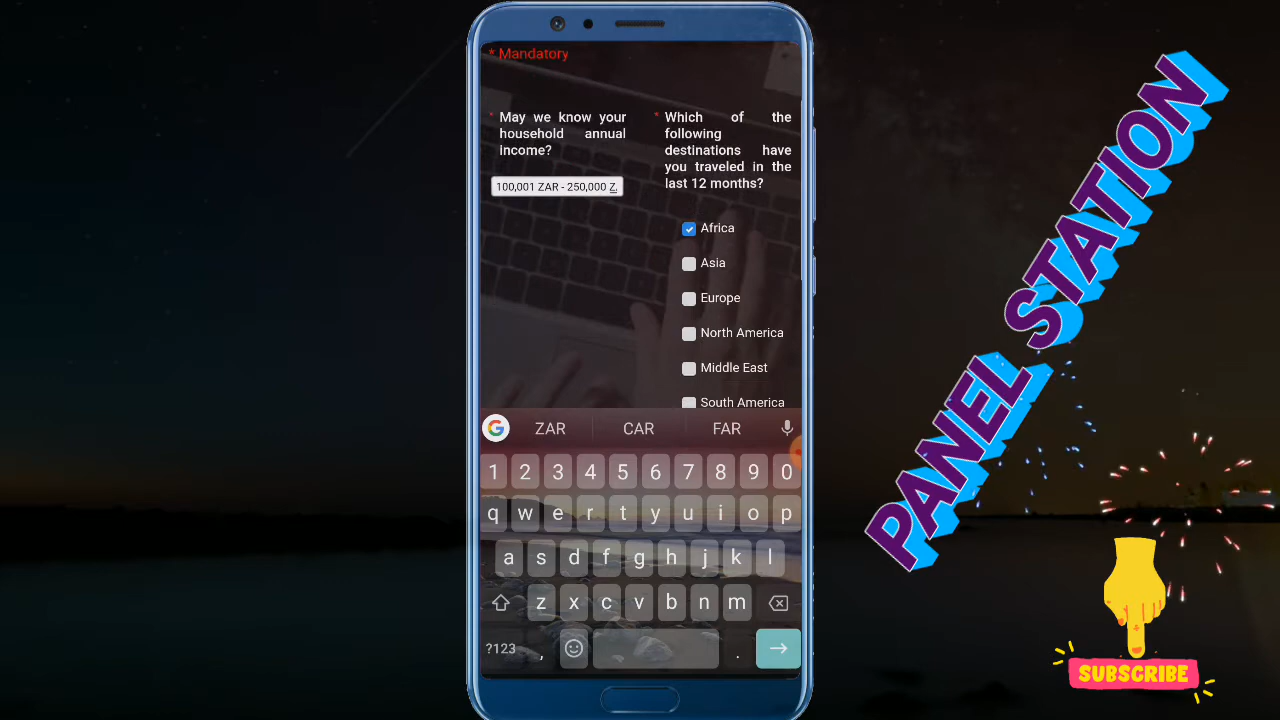 * Mandatory
* May we know your
household annual
income?
100,001 ZAR - 250,000 Z
* Which of the
following
destinations have
you traveled in the
last 12 months?
Africa
Asia
Europe
North America
Middle East
South America
G ZAR CAR FAR
1 2 3 4 5 6 7 8 9 0
q w e r t y u i o p
a s d f g h j k l
z x c v b n m
?123 , .
PANEL STATION
SUBSCRIBE